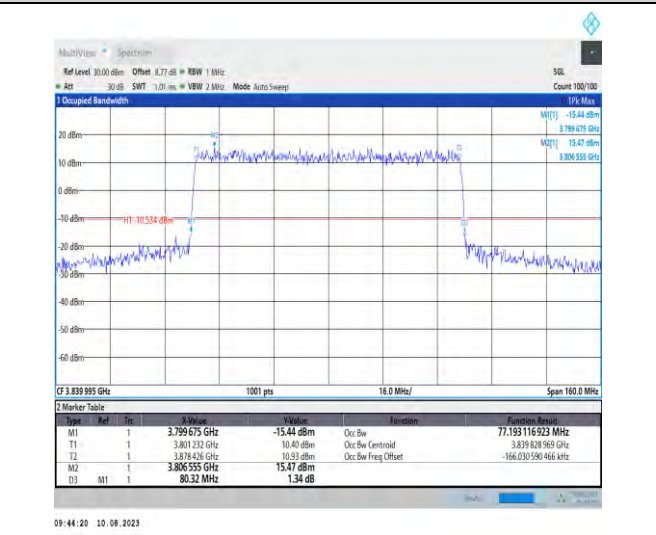 MultiView Spectrum
Ref Level 30.00 dBm Offset 8.77 dB RBW 1 MHz SGL
Att 30 dB SWT 1.01 ms VBW 2 MHz Mode Auto Sweep Count 100/100
1 Occupied Bandwidth 1Pk Max
M1[1] -15.44 dBm
3.799 675 GHz
20 dBm
M2[1] 15.47 dBm
3.806 555 GHz
M2
T1
T2
10 dBm
0 dBm
-10 dBm
H1 -10.534 dBm
M1
D3
-20 dBm
-30 dBm
-40 dBm
-50 dBm
-60 dBm
CF 3.839 995 GHz 1001 pts 16.0 MHz/ Span 160.0 MHz
2 Marker Table
Type Ref Trc X-Value Y-Value Function Function Result
M1 1 3.799 675 GHz -15.44 dBm Occ Bw 77.193 116 923 MHz
T1 1 3.801 232 GHz 10.40 dBm Occ Bw Centroid 3.839 828 969 GHz
T2 1 3.878 426 GHz 10.93 dBm Occ Bw Freq Offset -166.030 590 466 kHz
M2 1 3.806 555 GHz 15.47 dBm
D3 M1 1 80.32 MHz 1.34 dB
09:44:20 10.08.2023